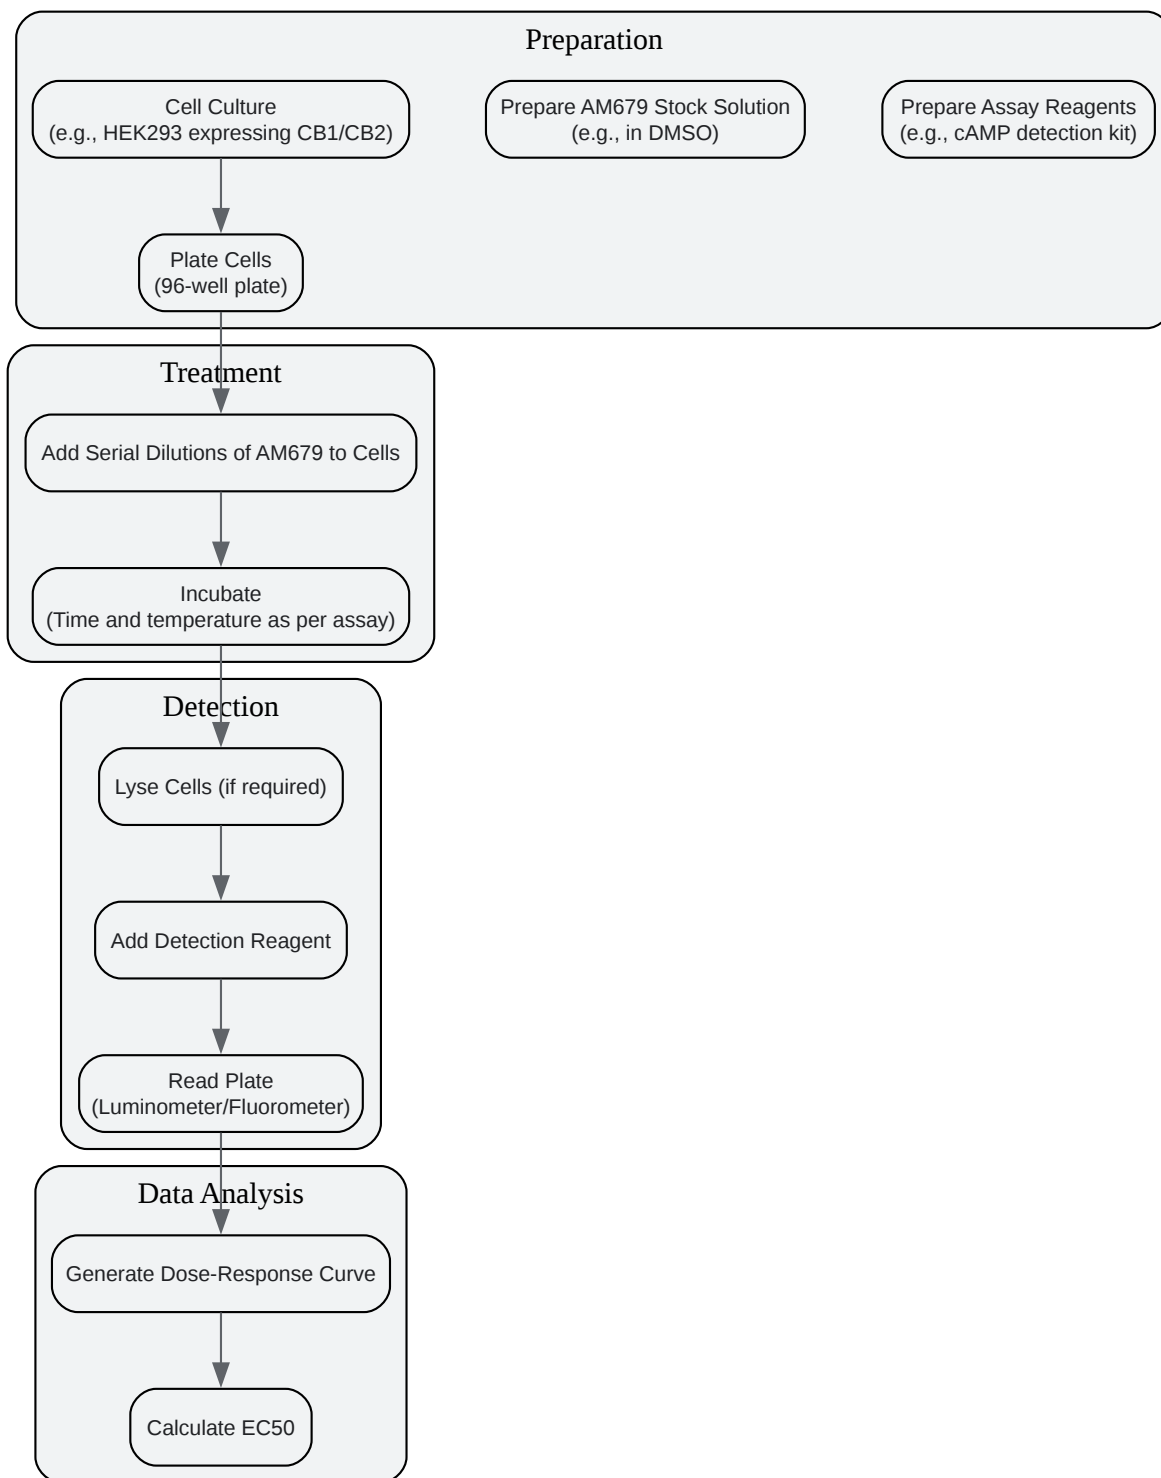 Preparation
Cell Culture
(e.g., HEK293 expressing CB1/CB2)
Prepare AM679 Stock Solution
(e.g., in DMSO)
Prepare Assay Reagents
(e.g., cAMP detection kit)
Plate Cells
(96-well plate)
Treatment
Add Serial Dilutions of AM679 to Cells
Incubate
(Time and temperature as per assay)
Detection
Lyse Cells (if required)
Add Detection Reagent
Read Plate
(Luminometer/Fluorometer)
Data Analysis
Generate Dose-Response Curve
Calculate EC50